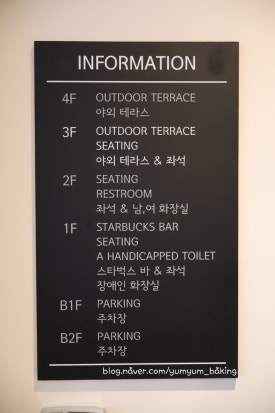 INFORMATION
4F OUTDOOR TERRACE
야외 테라스
3F OUTDOOR TERRACE
SEATING
야외 테라스 & 좌석
2F SEATING
RESTROOM
좌석 & 남,여 화장실
1F STARBUCKS BAR
SEATING
A HANDICAPPED TOILET
스타벅스 바 & 좌석
장애인 화장실
B1F PARKING
주차장
B2F PARKING
주차장
blog.naver.com/yumyum_baking